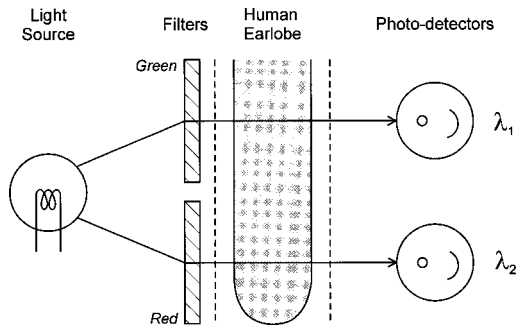 Light
Source
Filters
Human
Earlobe
Photo-detectors
Green
λ1
λ2
Red